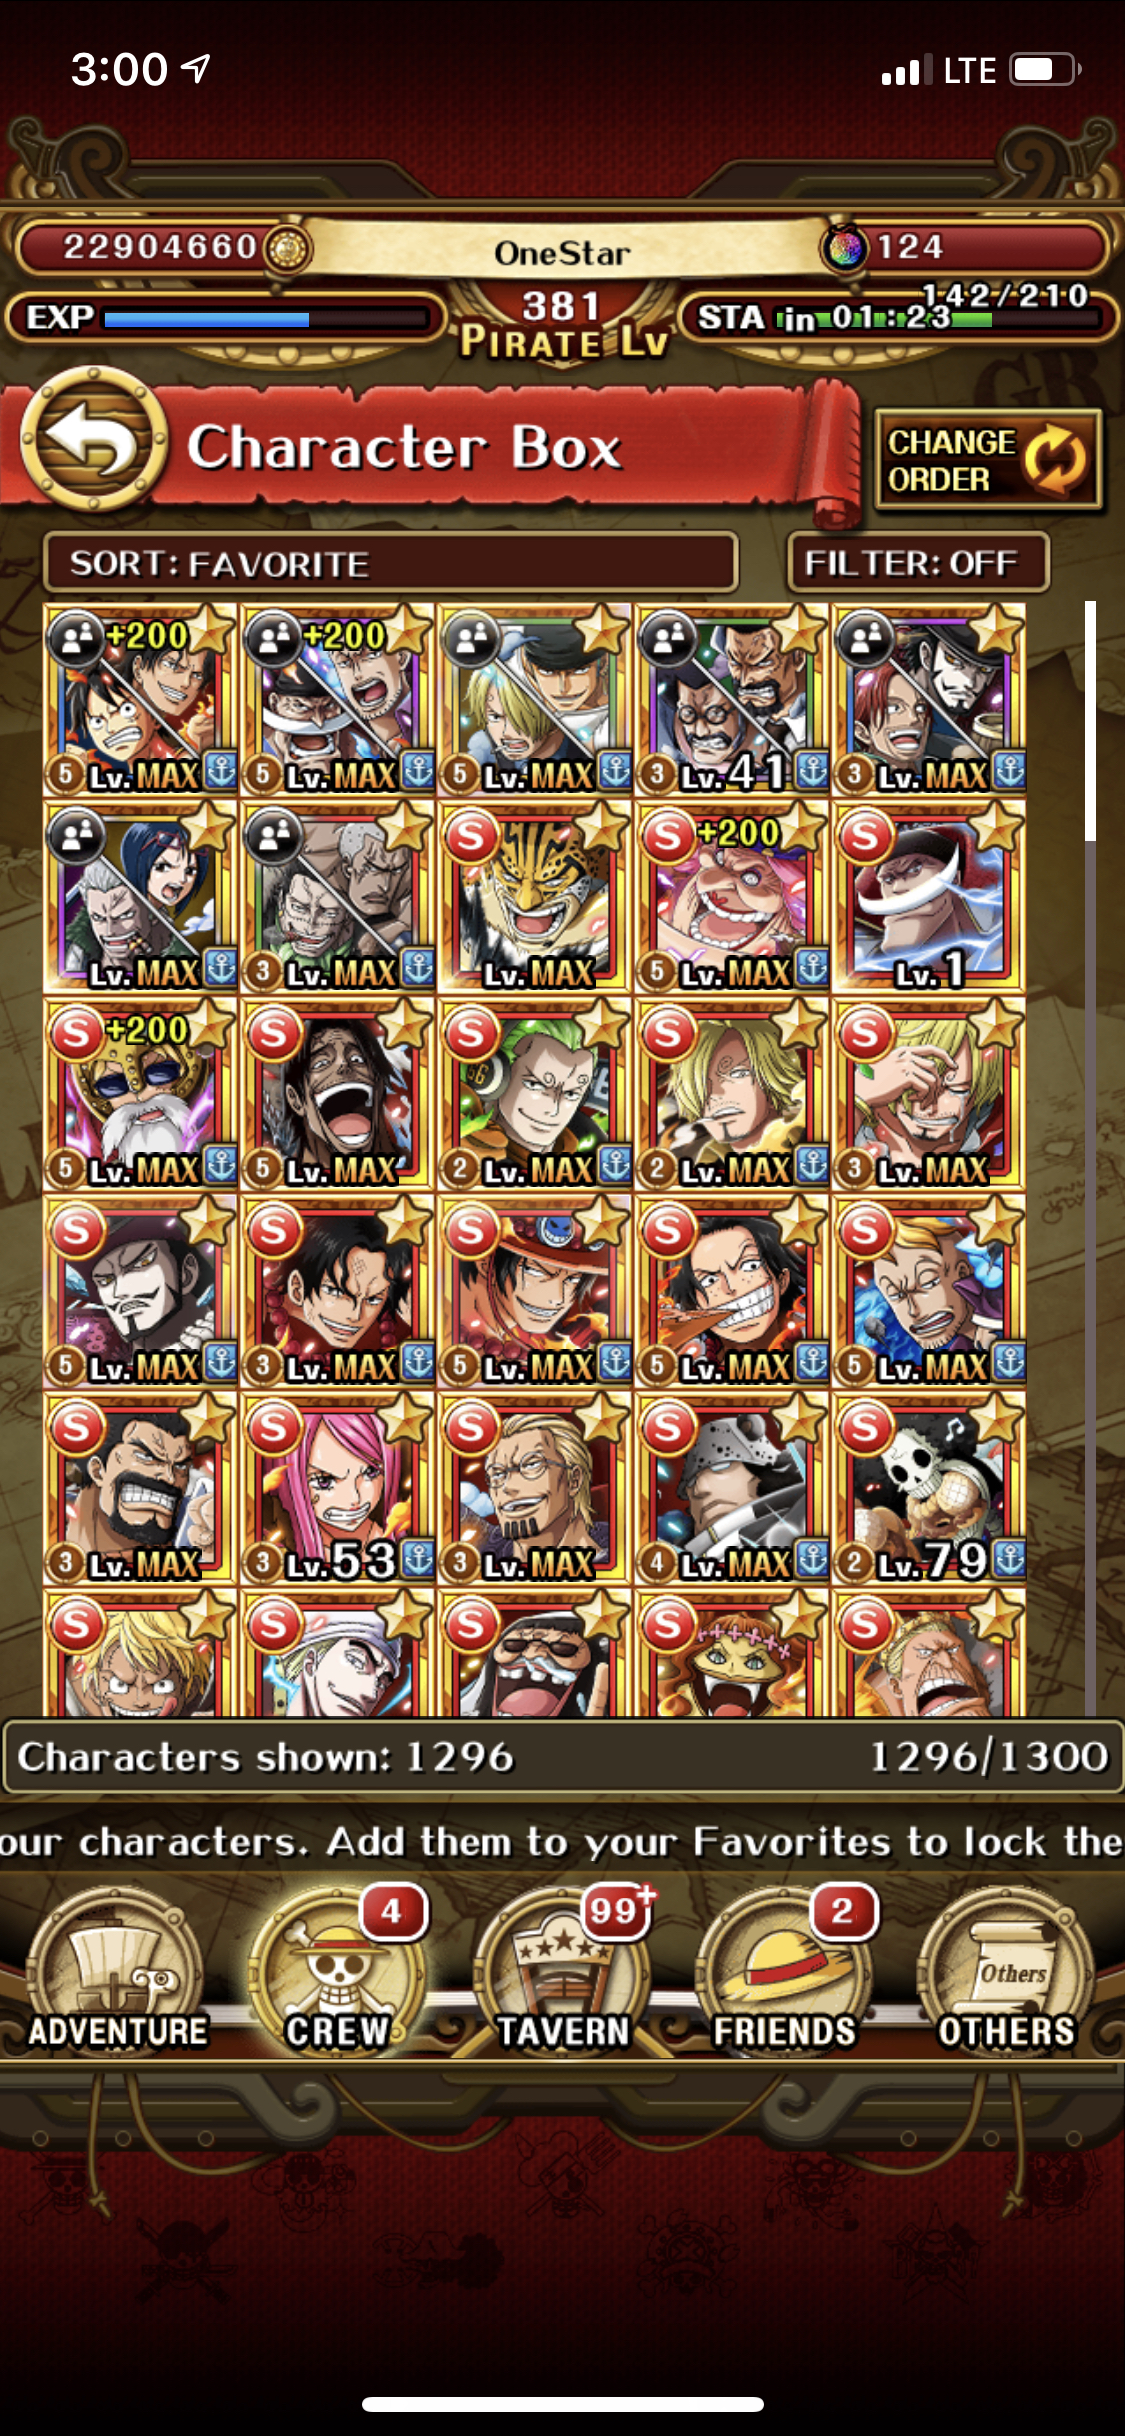 3:00 LTE
22904660 OneStar 124
EXP 381 STA in 01:23 142/210
PIRATE Lv
Character Box
CHANGE
ORDER
SORT: FAVORITE FILTER: OFF
+200 +200
5 Lv.MAX 5 Lv.MAX 5 Lv.MAX 3 Lv.41 3 Lv.MAX
S S +200 S
Lv.MAX 3 Lv.MAX Lv.MAX 5 Lv.MAX Lv.1
S +200 S S S S
5 Lv.MAX 5 Lv.MAX 2 Lv.MAX 2 Lv.MAX 3 Lv.MAX
S S S S S
5 Lv.MAX 3 Lv.MAX 5 Lv.MAX 5 Lv.MAX 5 Lv.MAX
S S S S S
3 Lv.MAX 3 Lv.53 3 Lv.MAX 4 Lv.MAX 2 Lv.79
S S S S S
Characters shown: 1296 1296/1300
our characters. Add them to your Favorites to lock the
4 99+ 2
Others
ADVENTURE CREW TAVERN FRIENDS OTHERS